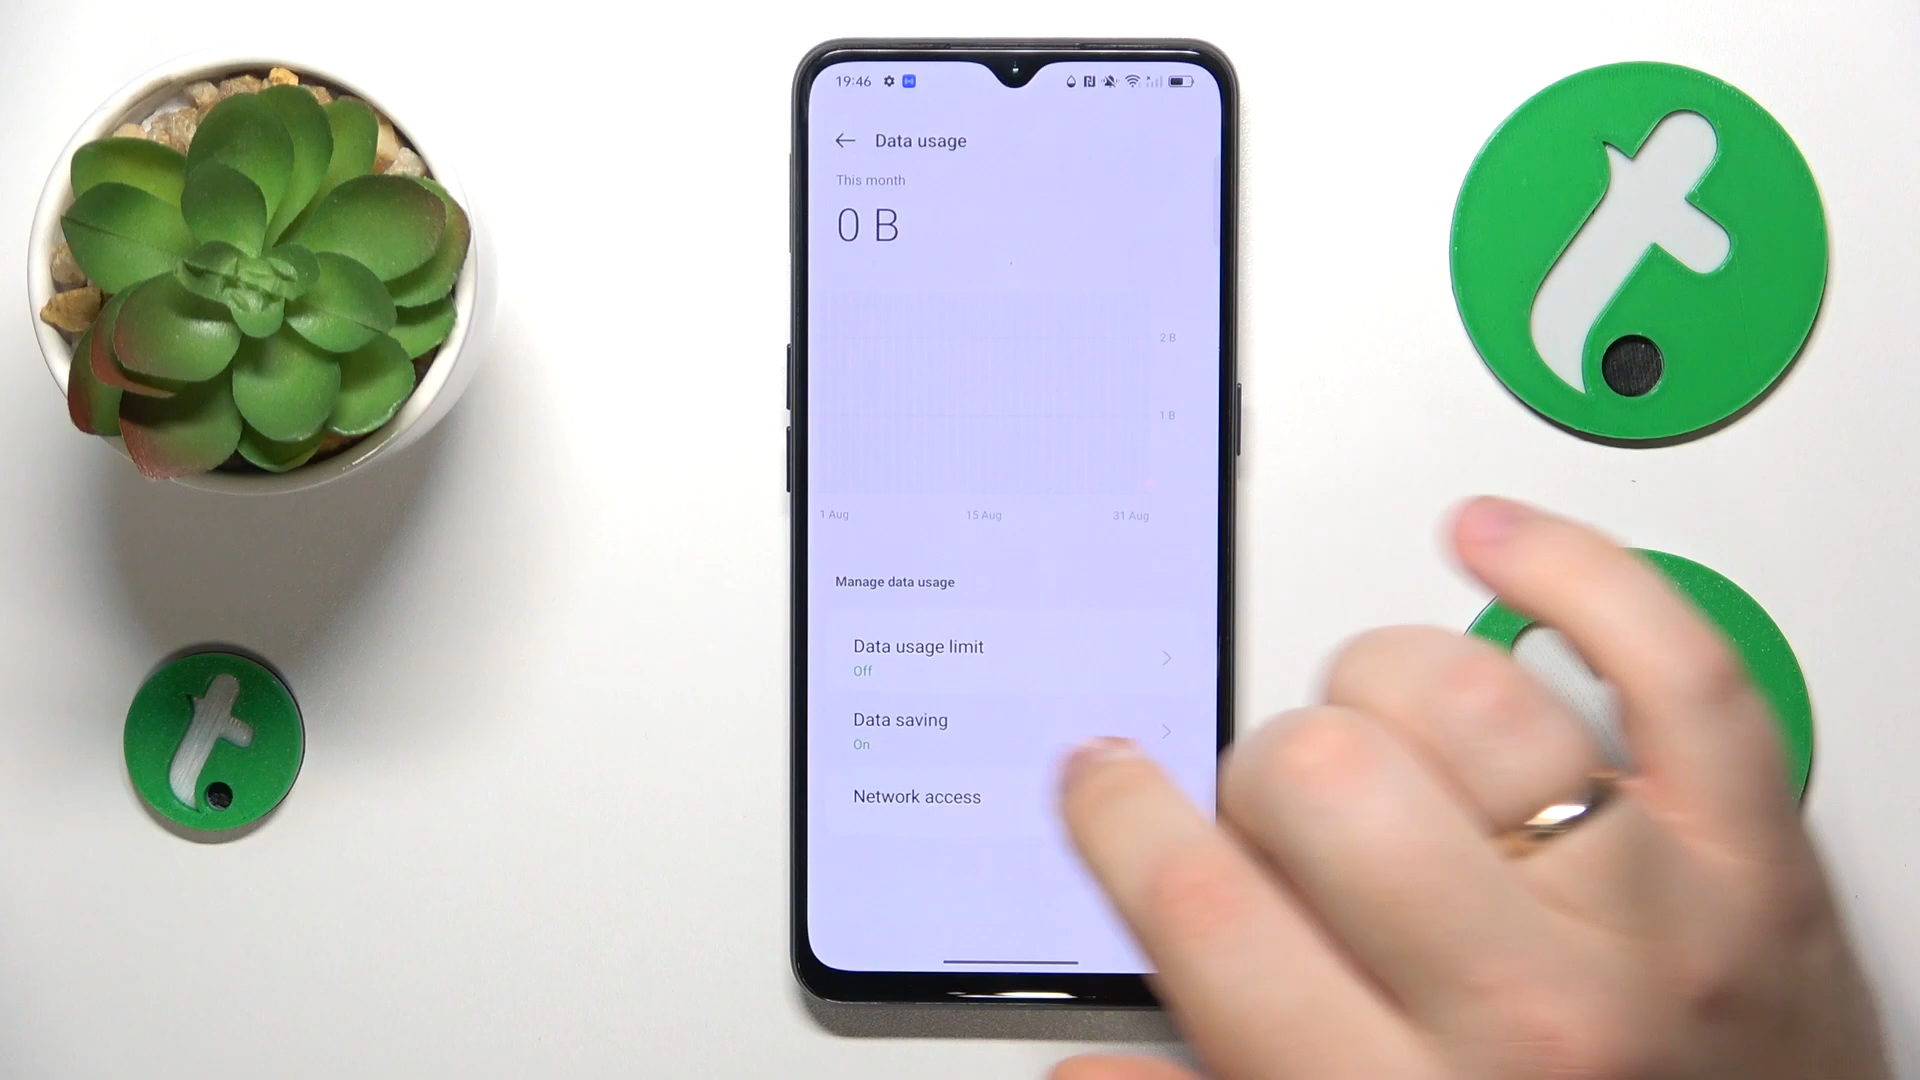 19:46
Data usage
This month
0 B
2 B
1 B
1 Aug 15 Aug 31 Aug
Manage data usage
Data usage limit
Off
Data saving
On
Network access